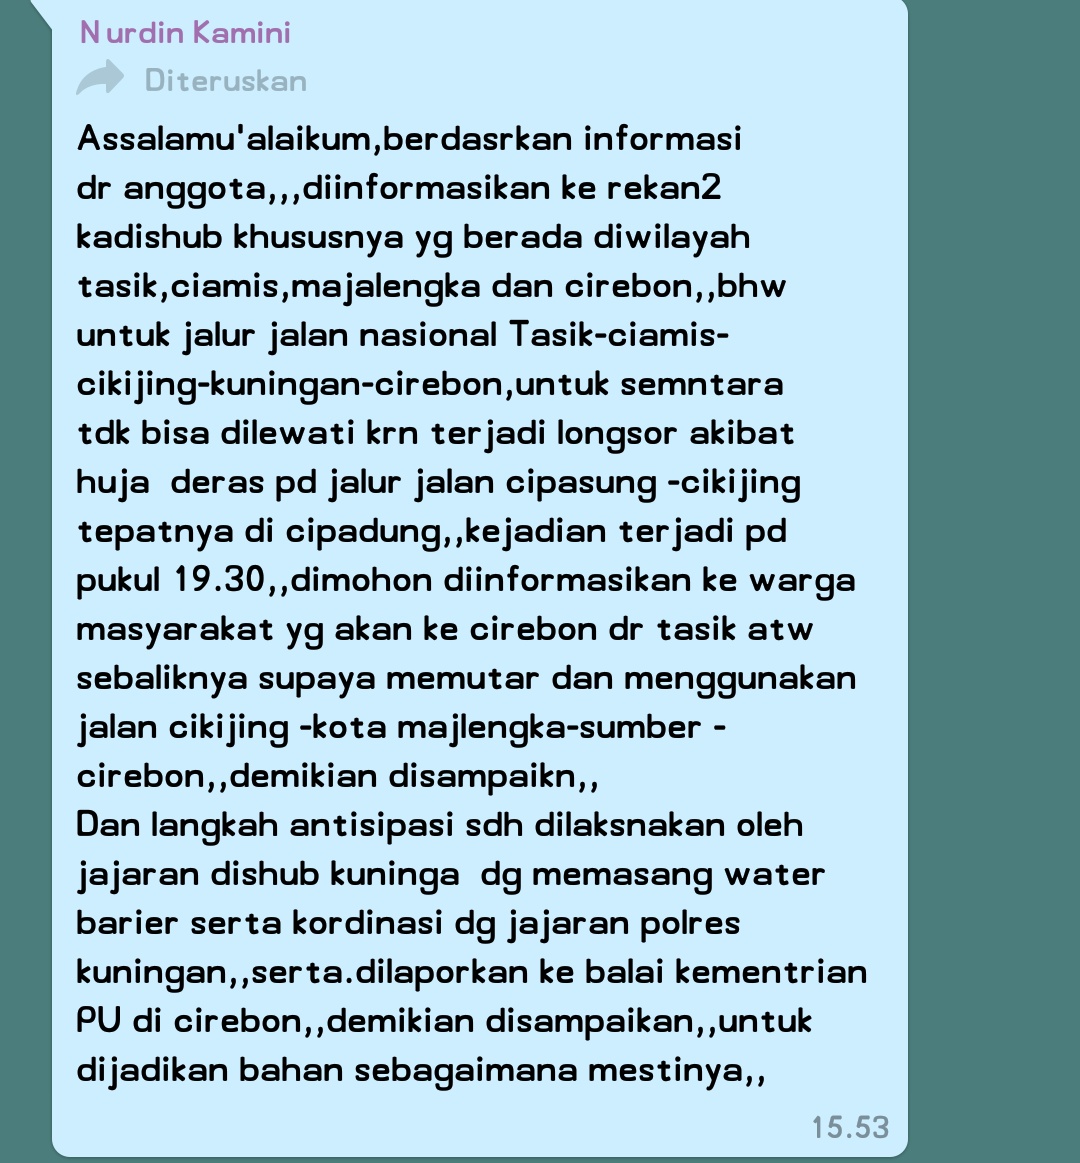 Nurdin Kamini
Diteruskan
Assalamu'alaikum,berdasrkan informasi
dr anggota,,,diinformasikan ke rekan2
kadishub khususnya yg berada diwilayah
tasik,ciamis,majalengka dan cirebon,,bhw
untuk jalur jalan nasional Tasik-ciamis-
cikijing-kuningan-cirebon,untuk semntara
tdk bisa dilewati krn terjadi longsor akibat
huja  deras pd jalur jalan cipasung -cikijing
tepatnya di cipadung,,kejadian terjadi pd
pukul 19.30,,dimohon diinformasikan ke warga
masyarakat yg akan ke cirebon dr tasik atw
sebaliknya supaya memutar dan menggunakan
jalan cikijing -kota majlengka-sumber -
cirebon,,demikian disampaikn,,
Dan langkah antisipasi sdh dilaksnakan oleh
jajaran dishub kuninga  dg memasang water
barier serta kordinasi dg jajaran polres
kuningan,,serta.dilaporkan ke balai kementrian
PU di cirebon,,demikian disampaikan,,untuk
dijadikan bahan sebagaimana mestinya,,
15.53